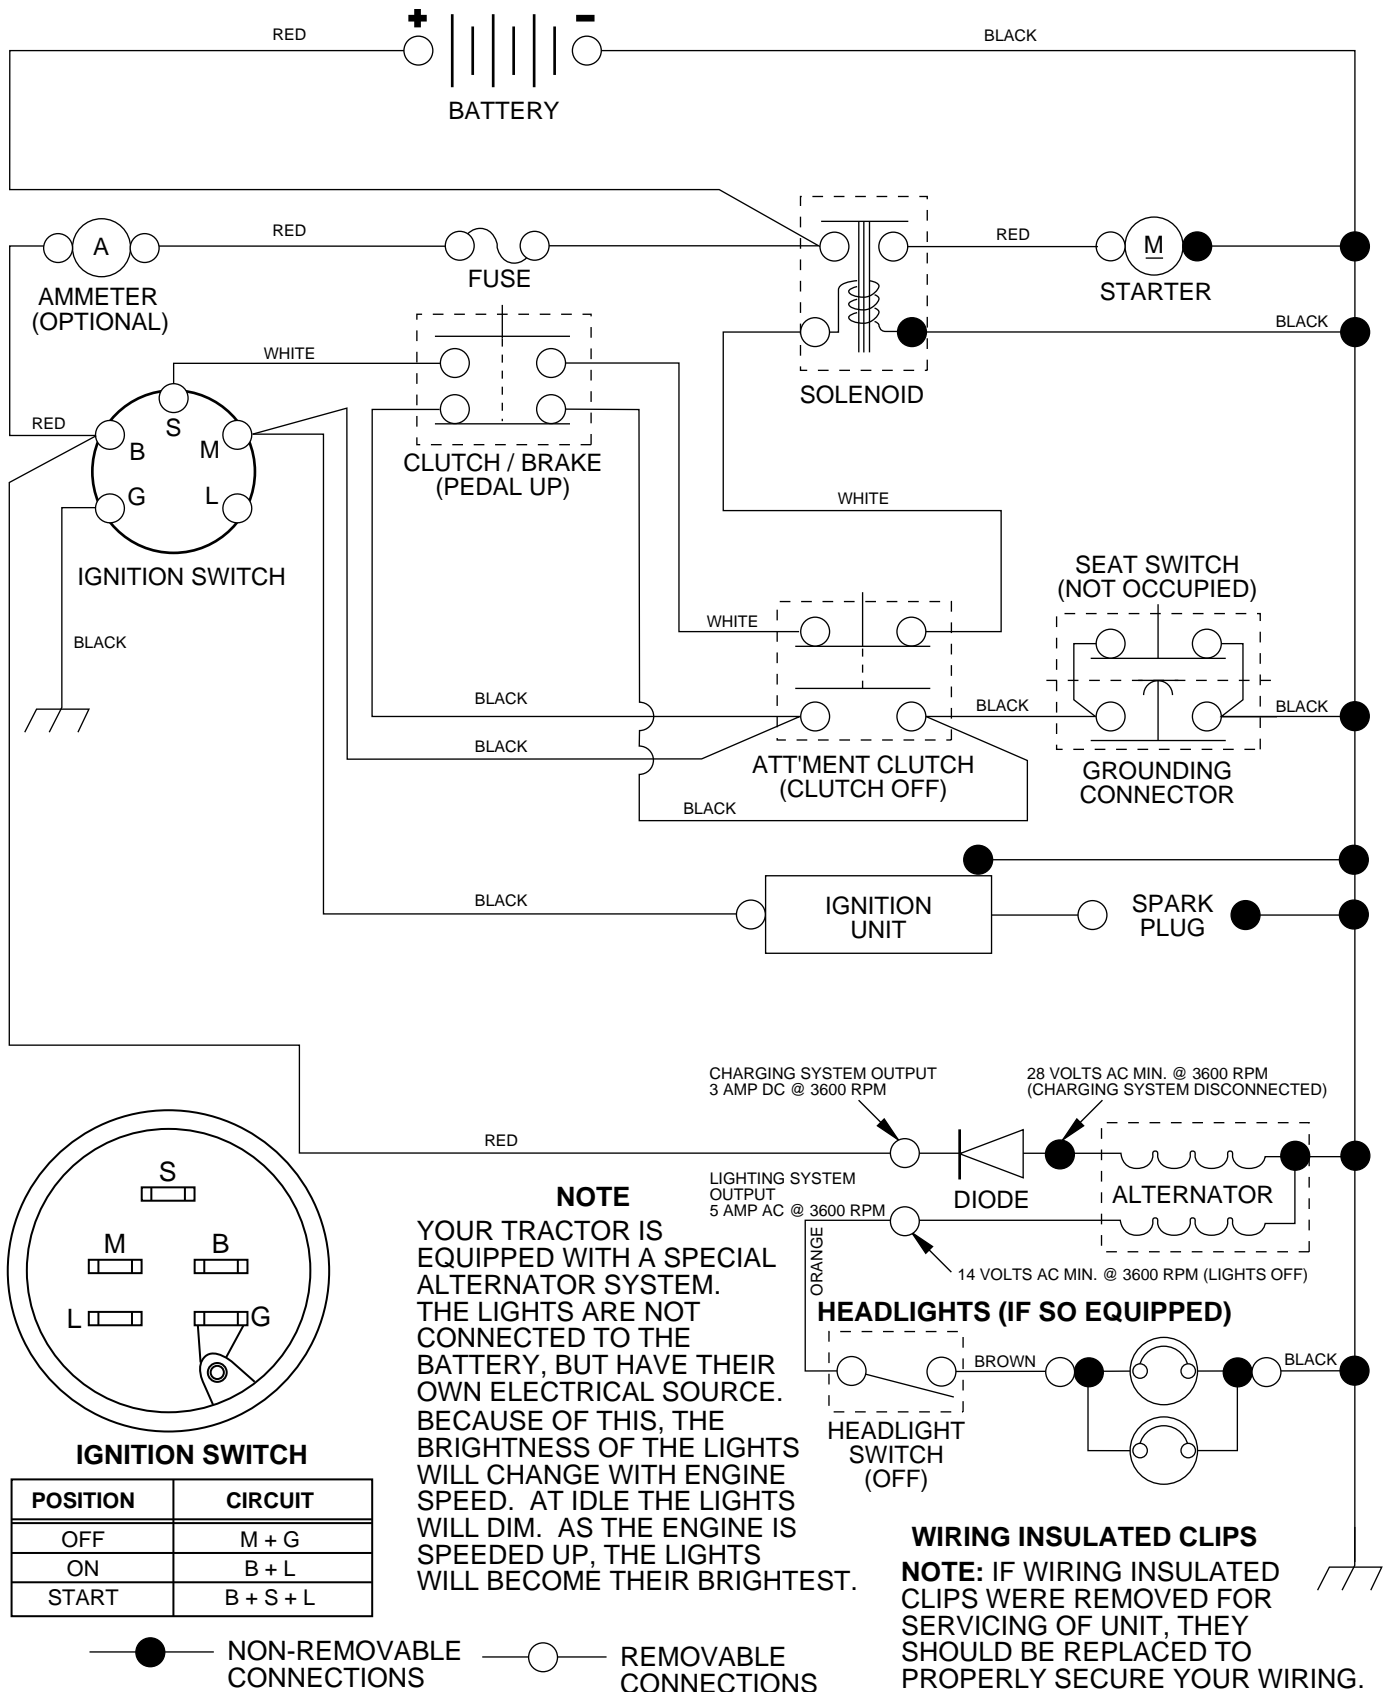 + -
RED
BLACK
BATTERY
A
RED
FUSE
RED
M
STARTER
AMMETER
(OPTIONAL)
BLACK
SOLENOID
WHITE
RED
S
B
M
G
L
CLUTCH / BRAKE
(PEDAL UP)
WHITE
IGNITION SWITCH
SEAT SWITCH
(NOT OCCUPIED)
WHITE
BLACK
BLACK
BLACK
BLACK
BLACK
ATT'MENT CLUTCH
(CLUTCH OFF)
GROUNDING
CONNECTOR
BLACK
BLACK
IGNITION
UNIT
SPARK
PLUG
CHARGING SYSTEM OUTPUT
3 AMP DC @ 3600 RPM
28 VOLTS AC MIN. @ 3600 RPM
(CHARGING SYSTEM DISCONNECTED)
RED
LIGHTING SYSTEM
OUTPUT
5 AMP AC @ 3600 RPM
DIODE
ALTERNATOR
ORANGE
14 VOLTS AC MIN. @ 3600 RPM (LIGHTS OFF)
HEADLIGHTS (IF SO EQUIPPED)
BROWN
BLACK
HEADLIGHT
SWITCH
(OFF)
S
M
B
L
G
IGNITION SWITCH
POSITION CIRCUIT
OFF M + G
ON B + L
START B + S + L
NOTE
YOUR TRACTOR IS
EQUIPPED WITH A SPECIAL
ALTERNATOR SYSTEM.
THE LIGHTS ARE NOT
CONNECTED TO THE
BATTERY, BUT HAVE THEIR
OWN ELECTRICAL SOURCE.
BECAUSE OF THIS, THE
BRIGHTNESS OF THE LIGHTS
WILL CHANGE WITH ENGINE
SPEED. AT IDLE THE LIGHTS
WILL DIM. AS THE ENGINE IS
SPEEDED UP, THE LIGHTS
WILL BECOME THEIR BRIGHTEST.
WIRING INSULATED CLIPS
NOTE: IF WIRING INSULATED
CLIPS WERE REMOVED FOR
SERVICING OF UNIT, THEY
SHOULD BE REPLACED TO
PROPERLY SECURE YOUR WIRING.
NON-REMOVABLE
CONNECTIONS
REMOVABLE
CONNECTIONS